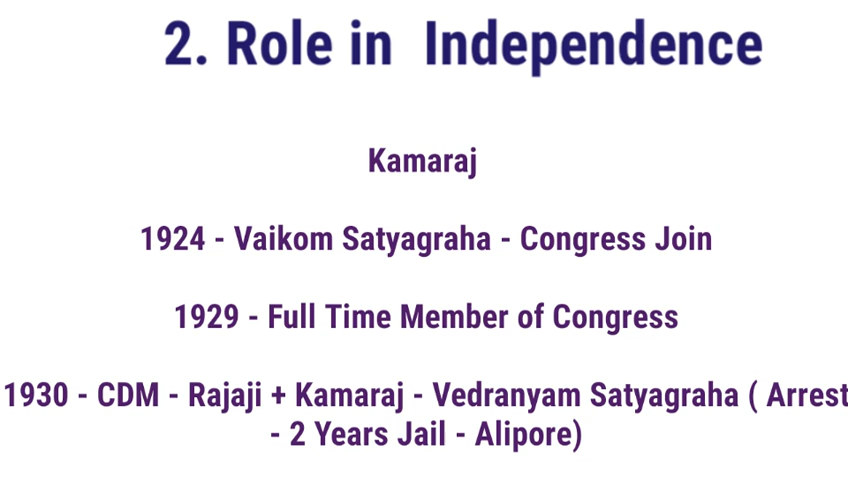 2. Role in Independence
Kamaraj
1924 - Vaikom Satyagraha - Congress Join
1929 - Full Time Member of Congress
1930 - CDM - Rajaji + Kamaraj - Vedranyam Satyagraha ( Arrest
- 2 Years Jail - Alipore)